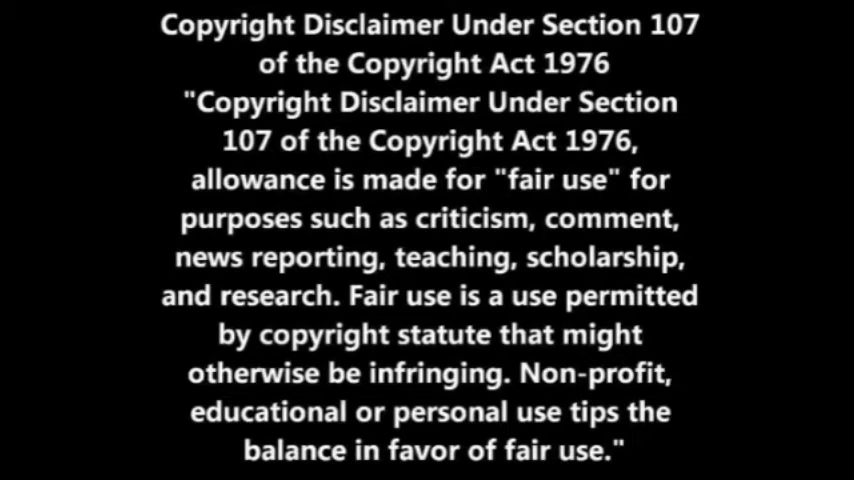 Copyright Disclaimer Under Section 107
of the Copyright Act 1976
"Copyright Disclaimer Under Section
107 of the Copyright Act 1976,
allowance is made for "fair use" for
purposes such as criticism, comment,
news reporting, teaching, scholarship,
and research. Fair use is a use permitted
by copyright statute that might
otherwise be infringing. Non-profit,
educational or personal use tips the
balance in favor of fair use."